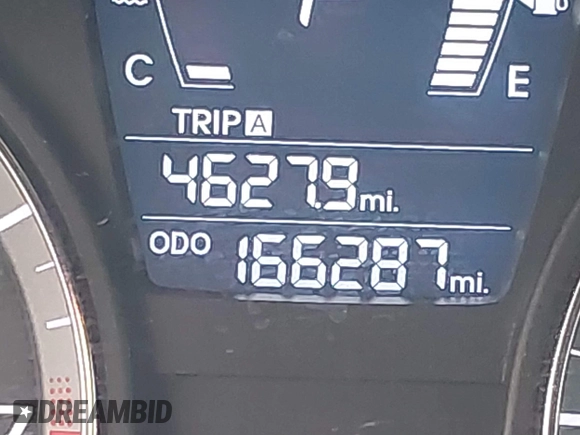 C
E
TRIP A
4627.9 mi.
ODO 166287 mi.
DREAMBID